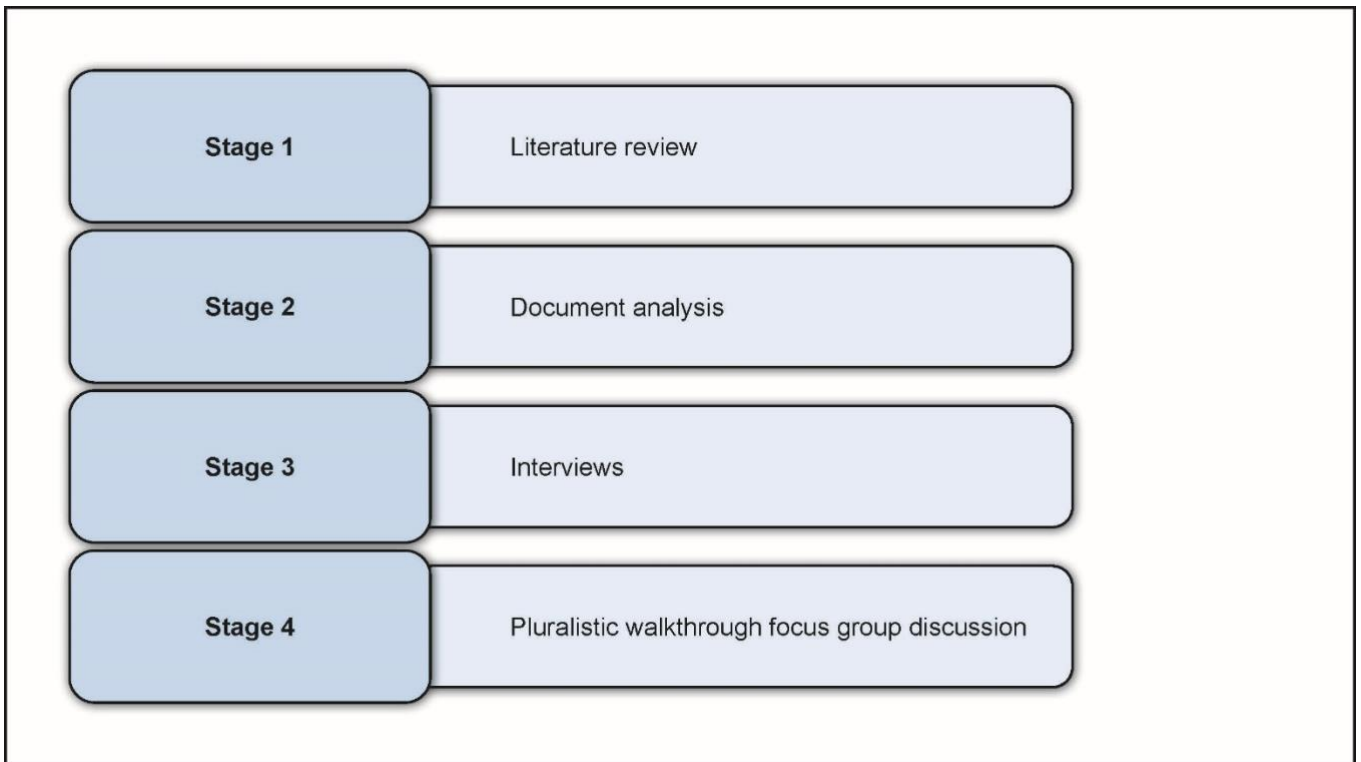 Stage 1
Literature review
Stage 2
Document analysis
Stage 3
Interviews
Stage 4
Pluralistic walkthrough focus group discussion